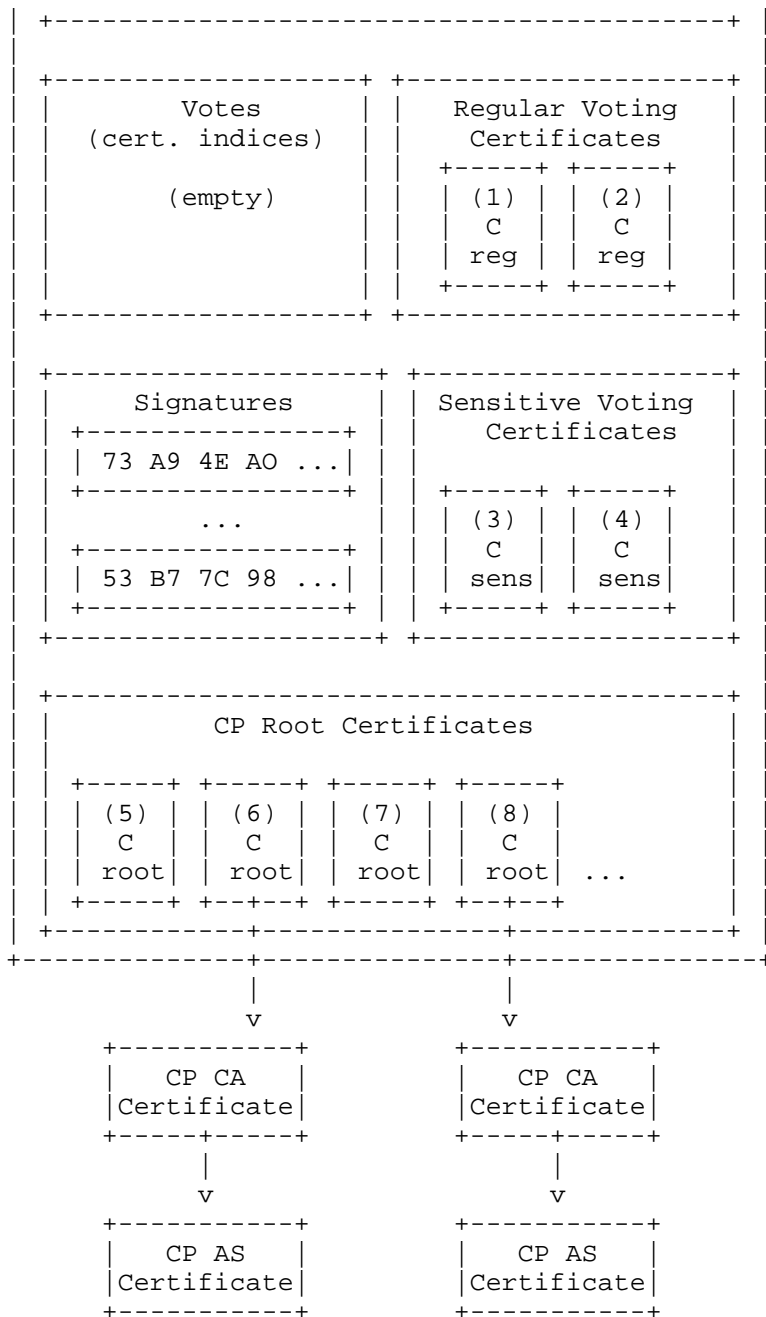 Votes
(cert. indices)
(empty)
Regular Voting
Certificates
(1)
C
reg
(2)
C
reg
Signatures
73 A9 4E AO ...
...
53 B7 7C 98 ...
Sensitive Voting
Certificates
(3)
C
sens
(4)
C
sens
CP Root Certificates
(5)
C
root
(6)
C
root
(7)
C
root
(8)
C
root
...
v
v
CP CA
Certificate
CP CA
Certificate
v
v
CP AS
Certificate
CP AS
Certificate